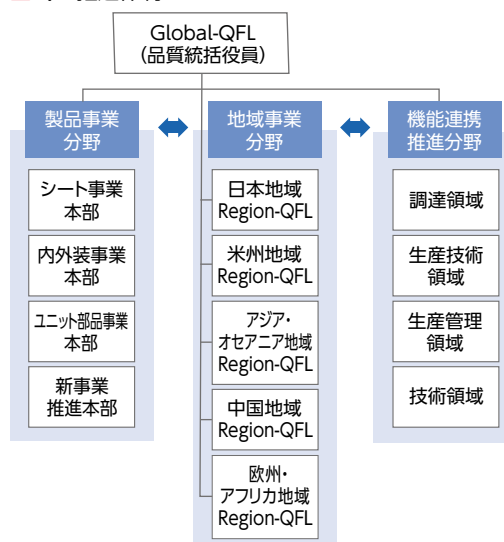 Global-QFL
(品質統括役員)
製品事業
分野
シート事業
本部
内外装事業
本部
ユニット部品事業
本部
新事業
推進本部
地域事業
分野
日本地域
Region-QFL
米州地域
Region-QFL
アジア・
オセアニア地域
Region-QFL
中国地域
Region-QFL
欧州・
アフリカ地域
Region-QFL
機能連携
推進分野
調達領域
生産技術
領域
生産管理
領域
技術領域